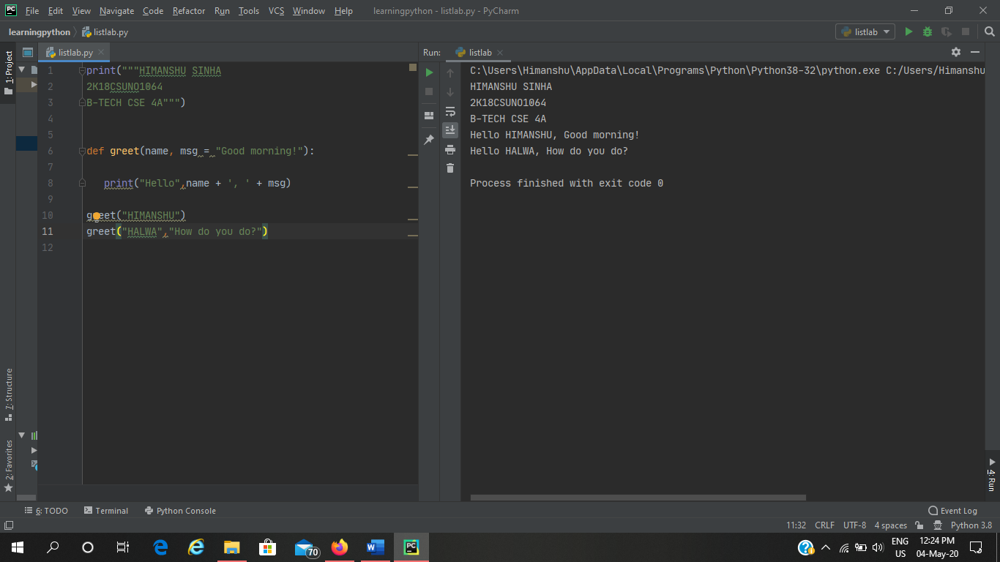 File Edit View Navigate Code Refactor Run Tools VCS Window Help learningpython - listlab.py - PyCharm
learningpython listlab.py listlab
1: Project
listlab.py
Run: listlab
1 print("""HIMANSHU SINHA
2 2K18CSUNO1064
3 B-TECH CSE 4A""")
4
5
6 def greet(name, msg = "Good morning!"):
7
8 print("Hello",name + ', ' + msg)
9
10 greet("HIMANSHU")
11 greet("HALWA","How do you do?")
12
C:\Users\Himanshu\AppData\Local\Programs\Python\Python38-32\python.exe C:/Users/Himanshu
HIMANSHU SINHA
2K18CSUNO1064
B-TECH CSE 4A
Hello HIMANSHU, Good morning!
Hello HALWA, How do you do?
Process finished with exit code 0
7: Structure
2: Favorites
4: Run
6: TODO Terminal Python Console Event Log
11:32 CRLF UTF-8 4 spaces Python 3.8
PC
70
ENG
US
12:24 PM
04-May-20